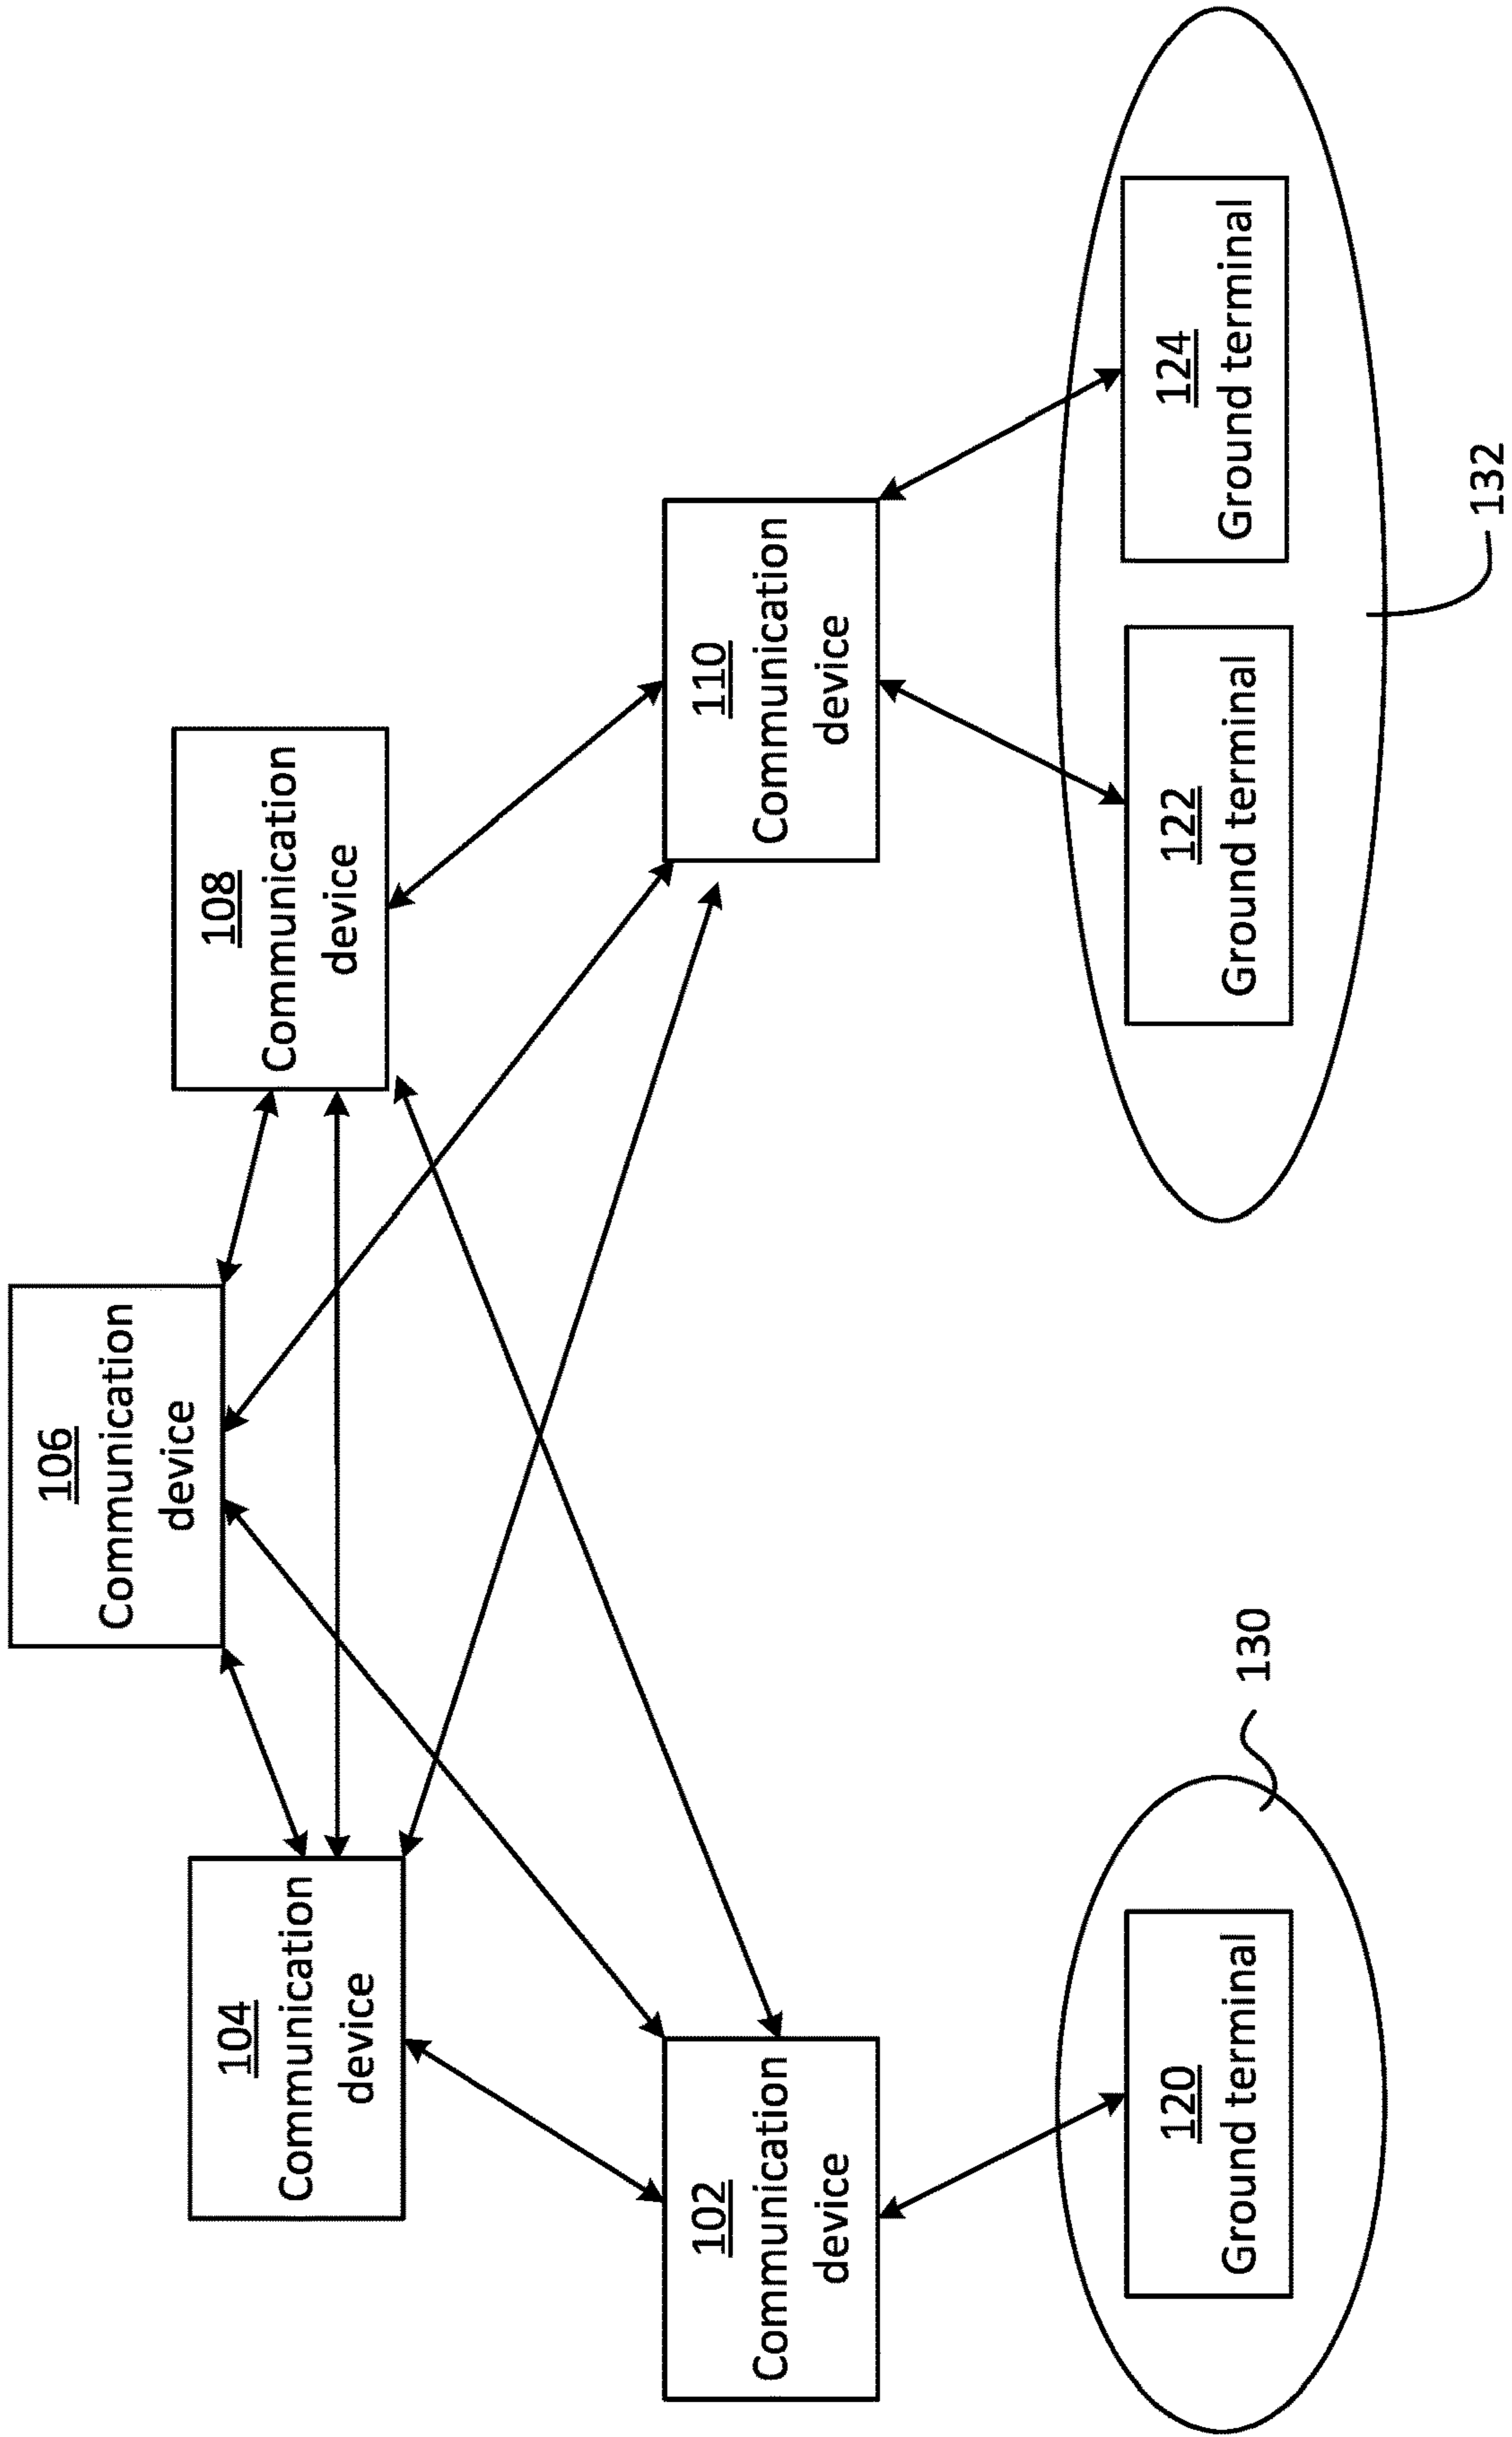 106
Communication
device
104
Communication
device
108
Communication
device
102
Communication
device
110
Communication
device
120
Ground terminal
130
122
Ground terminal
124
Ground terminal
132